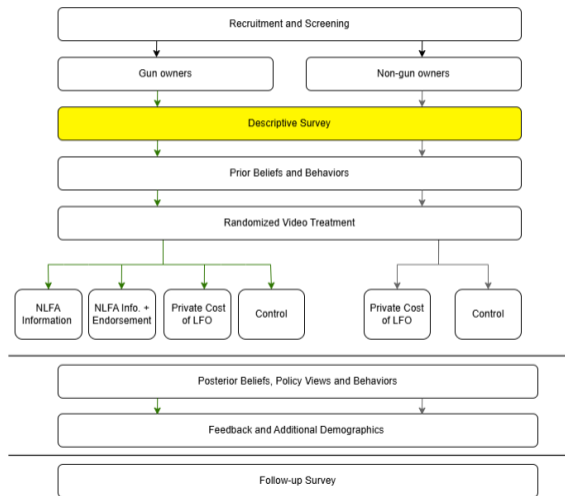 Recruitment and Screening
Gun owners
Non-gun owners
Descriptive Survey
Prior Beliefs and Behaviors
Randomized Video Treatment
NLFA
Information
NLFA Info. +
Endorsement
Private Cost
of LFO
Control
Private Cost
of LFO
Control
Posterior Beliefs, Policy Views and Behaviors
Feedback and Additional Demographics
Follow-up Survey